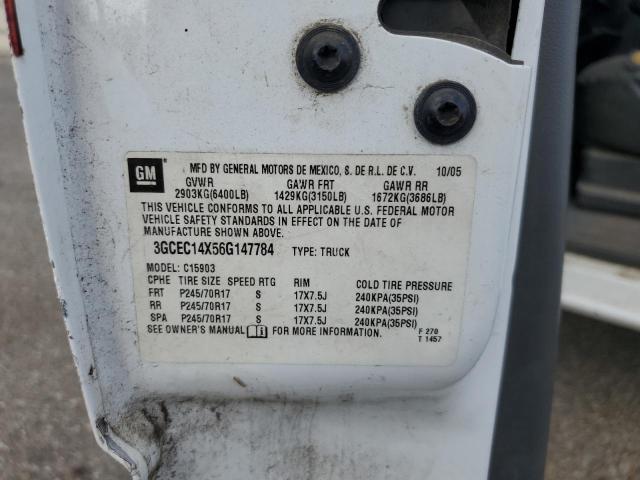 GM
MFD BY GENERAL MOTORS DE MEXICO, S. DE R.L. DE C.V. 10/05
GVWR GAWR FRT GAWR RR
2903KG(6400LB) 1429KG(3150LB) 1672KG(3686LB)
THIS VEHICLE CONFORMS TO ALL APPLICABLE U.S. FEDERAL MOTOR
VEHICLE SAFETY STANDARDS IN EFFECT ON THE DATE OF
MANUFACTURE SHOWN ABOVE.
3GCEC14X56G147784 TYPE: TRUCK
MODEL: C15903
CPHE TIRE SIZE SPEED RTG RIM COLD TIRE PRESSURE
FRT P245/70R17 S 17X7.5J 240KPA(35PSI)
RR P245/70R17 S 17X7.5J 240KPA(35PSI)
SPA P245/70R17 S 17X7.5J 240KPA(35PSI)
SEE OWNER'S MANUAL FOR MORE INFORMATION. F 270
T 1457